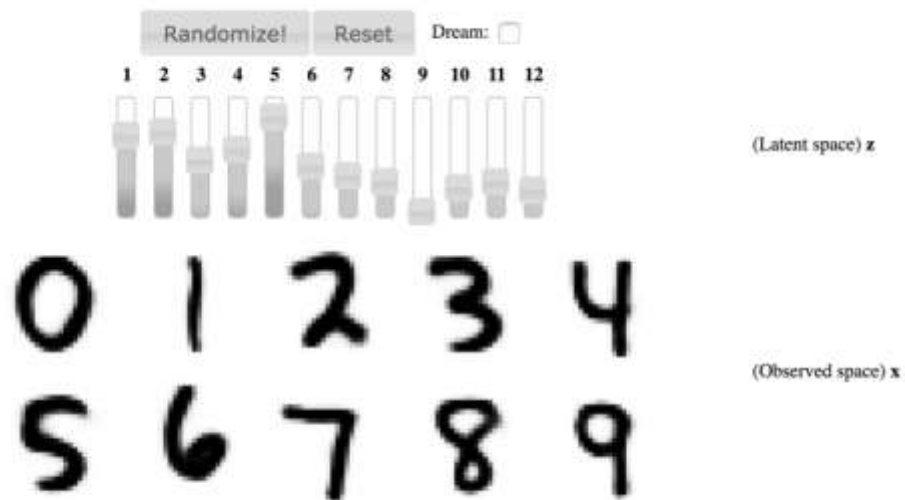 Randomize! Reset Dream:
1 2 3 4 5 6 7 8 9 10 11 12
(Latent space) z
0 1 2 3 4
(Observed space) x
5 6 7 8 9